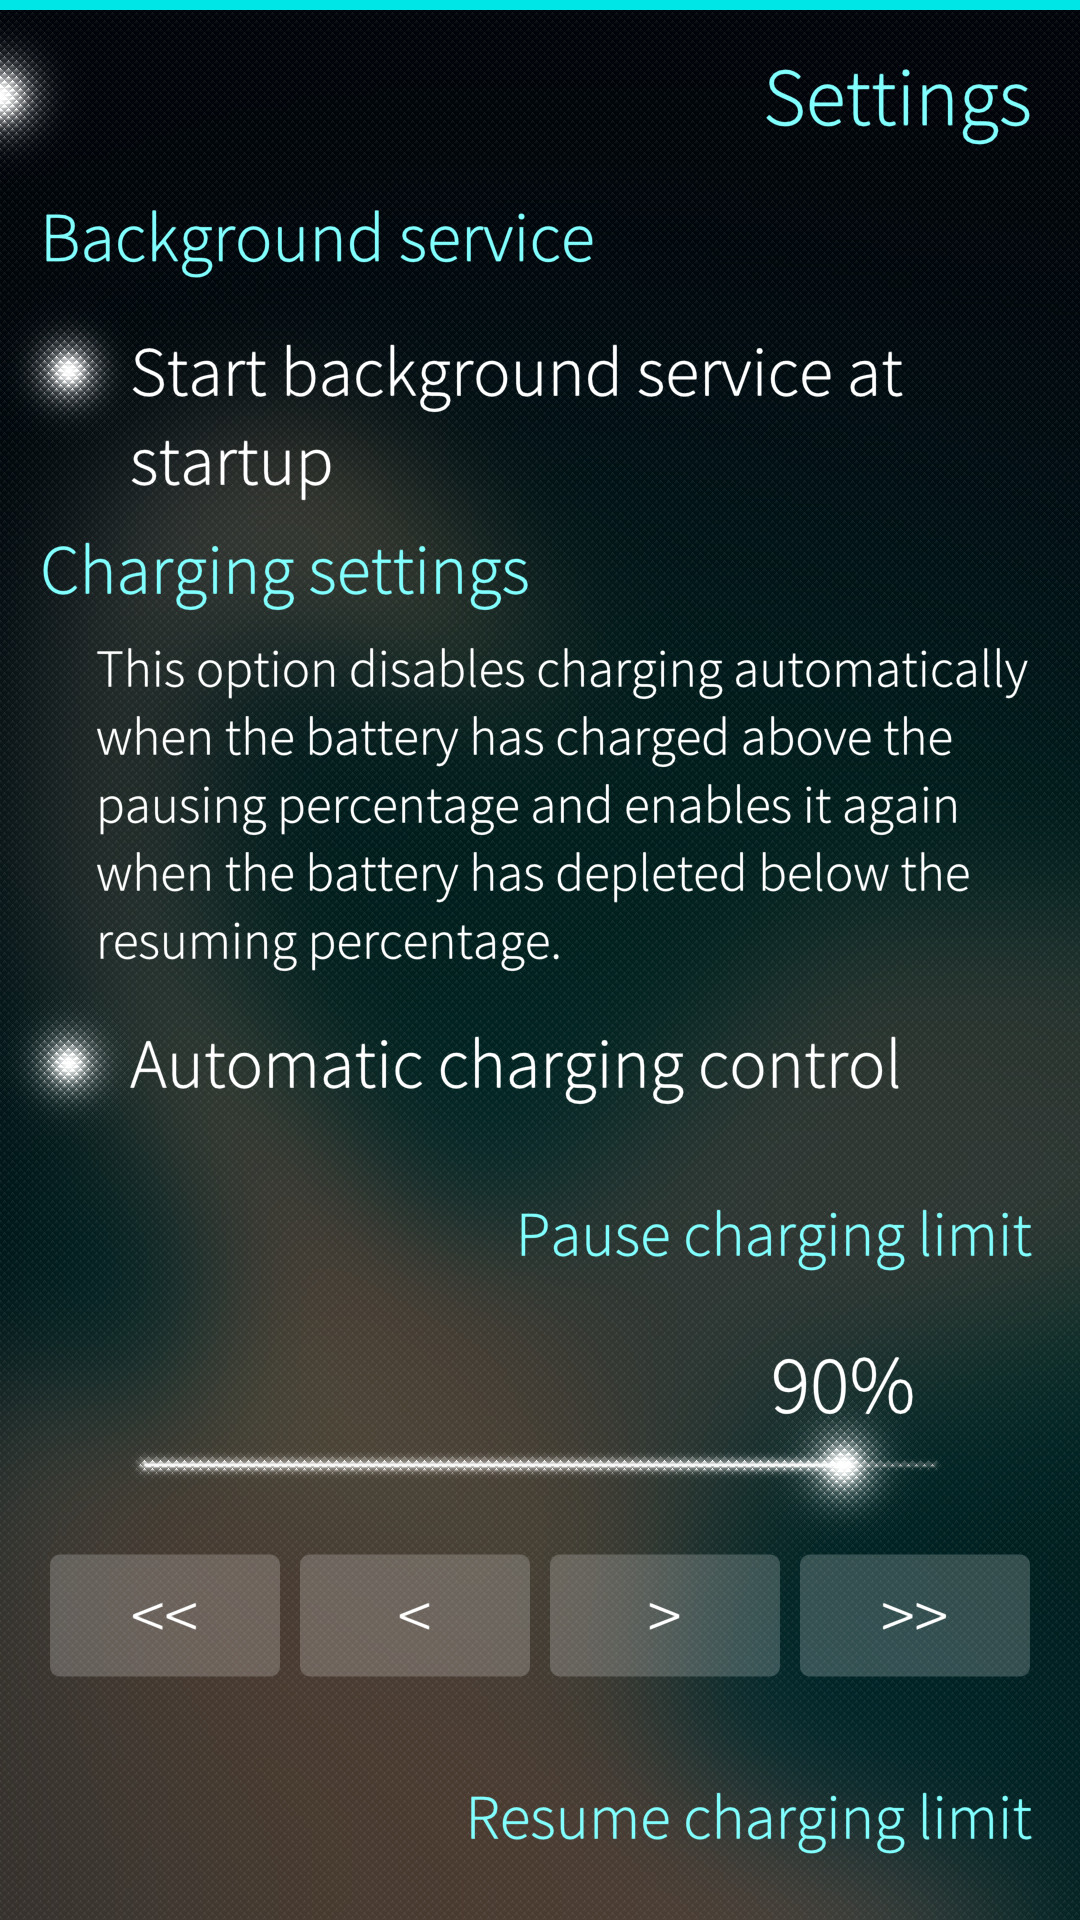 Settings
Background service
Start background service at
startup
Charging settings
This option disables charging automatically
when the battery has charged above the
pausing percentage and enables it again
when the battery has depleted below the
resuming percentage.
Automatic charging control
Pause charging limit
90%
<< < > >>
Resume charging limit